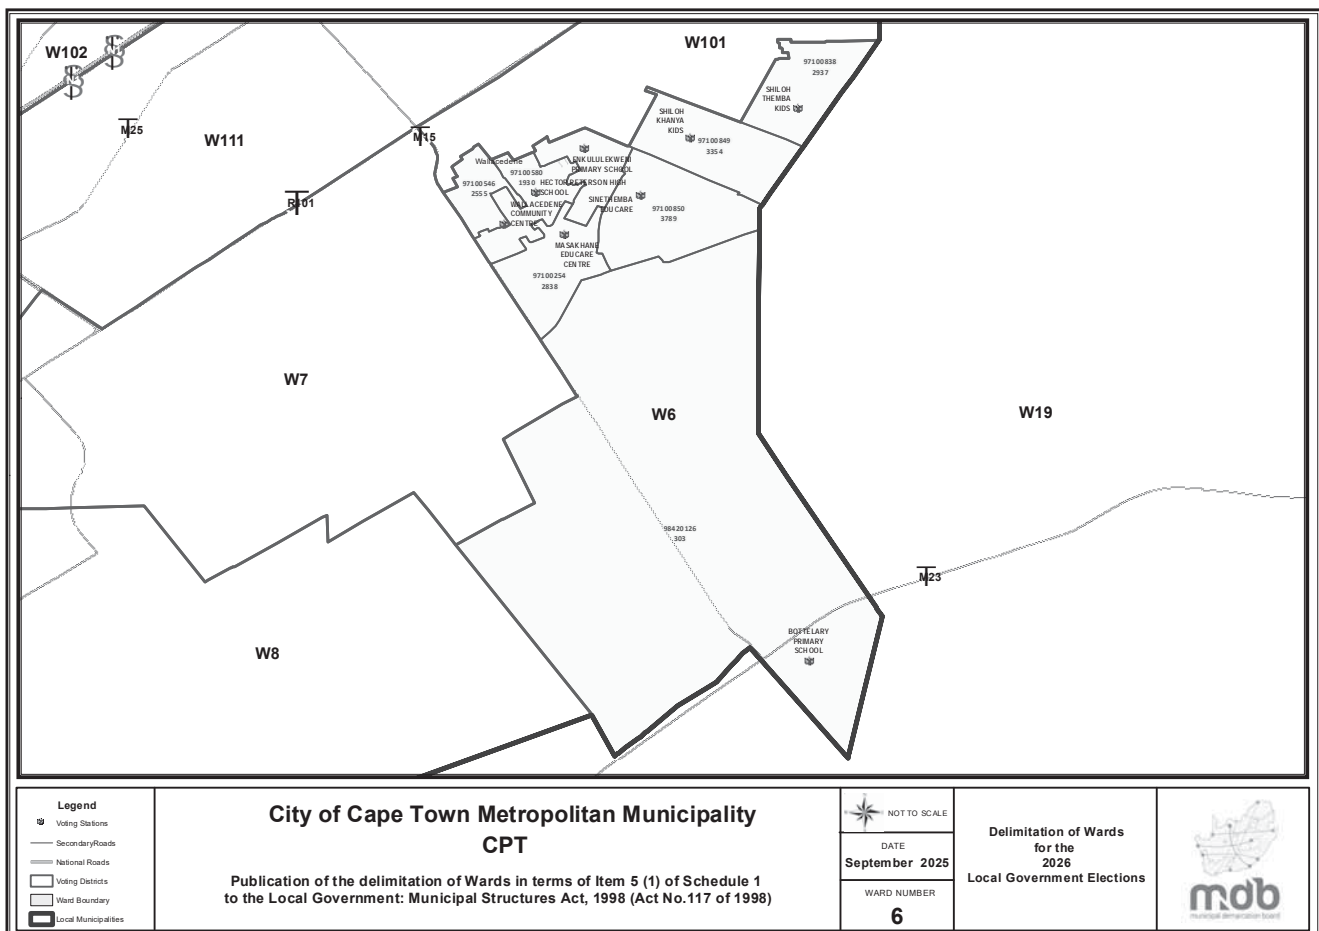 W102
W101
M25
W111
M15
R101
97100838
2937
SHILOH
THEMBA
KIDS
SHILOH
KHANYA
KIDS
97100849
3354
Wallacedene
97100546
2555
97100580
1930
ENKULULEKWENI
PRIMARY SCHOOL
HECTOR PETERSON HIGH
SCHOOL
WALLACEDENE
COMMUNITY
CENTRE
SINETHEMBA
EDUCARE
97100850
3789
MASAKHANE
EDUCARE
CENTRE
97100254
2838
W7
W6
W19
98420126
303
M23
BOTTELARY
PRIMARY
SCHOOL
W8
Legend
Voting Stations
SecondaryRoads
National Roads
Voting Districts
Ward Boundary
Local Municipalities
City of Cape Town Metropolitan Municipality
CPT
Publication of the delimitation of Wards in terms of Item 5 (1) of Schedule 1
to the Local Government: Municipal Structures Act, 1998 (Act No.117 of 1998)
NOT TO SCALE
DATE
September 2025
WARD NUMBER
6
Delimitation of Wards
for the
2026
Local Government Elections
mdb
municipal demarcation board